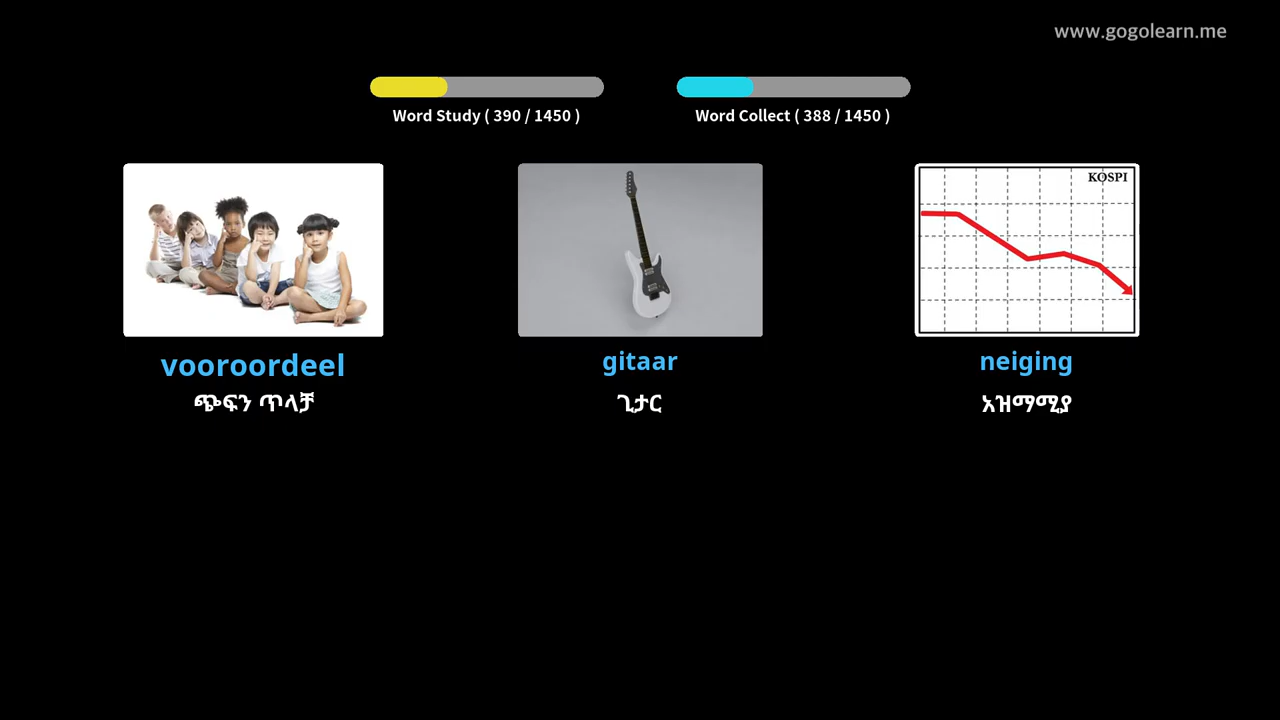 www.gogolearn.me
Word Study ( 390 / 1450 )
Word Collect ( 388 / 1450 )
KOSPI
vooroordeel
gitaar
neiging
ጭፍን ጥላቻ
ጊታር
አዝማሚያ